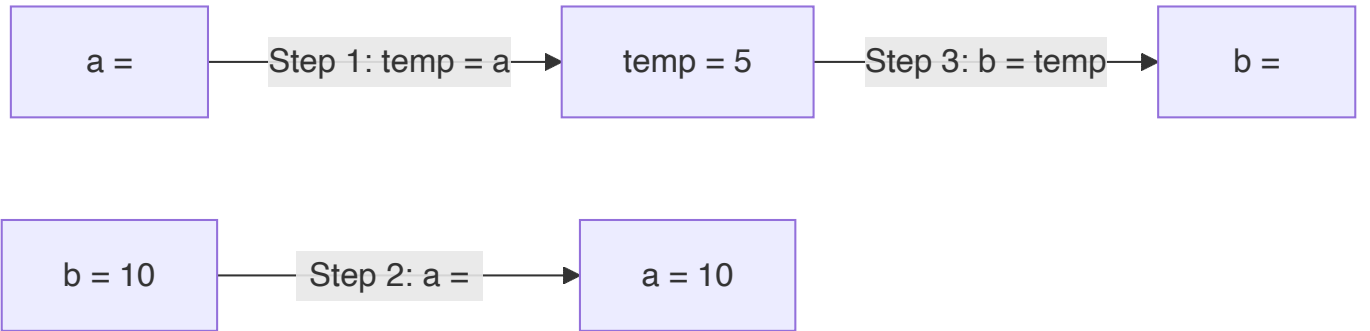 a =
Step 1: temp = a
temp = 5
Step 3: b = temp
b =
b = 10
Step 2: a =
a = 10